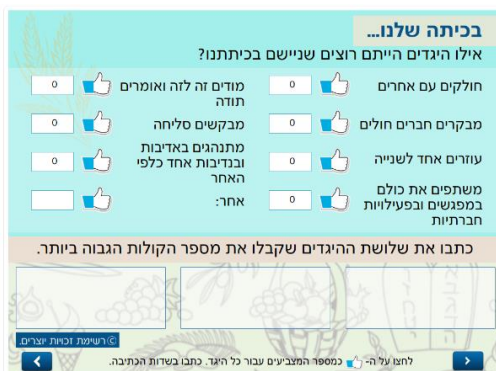 בכיתה שלנו...
אילו היגדים הייתם רוצים שניישם בכיתתנו?
חולקים עם אחרים
0
מבקרים חברים חולים
0
עוזרים אחד לשנייה
0
משתפים את כולם
במפגשים ובפעילויות
חברתיות
0
מודים זה לזה ואומרים
תודה
0
מבקשים סליחה
0
מתנהגים באדיבות
ובנדיבות אחד כלפי
האחר
0
אחר:
כתבו את שלושת ההיגדים שקבלו את מספר הקולות הגבוה ביותר.
© רשימת זכויות יוצרים.
לחצו על ה- כמספר המצביעים עבור כל היגד. כתבו בשדות הכתיבה.